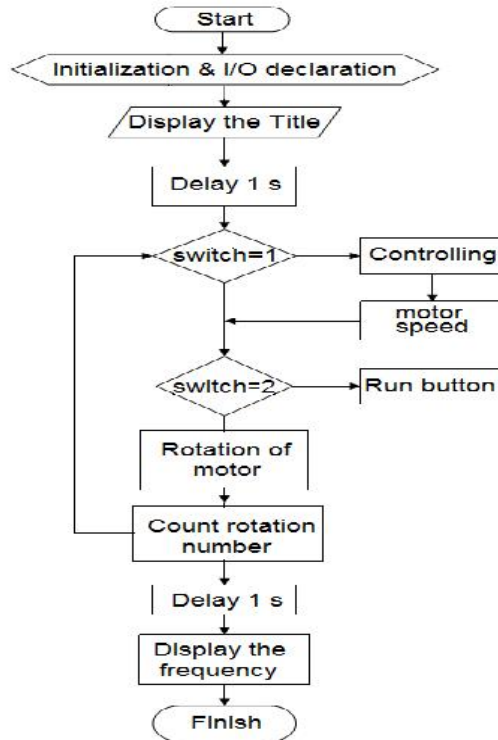 Start
Initialization & I/O declaration
Display the Title
Delay 1 s
switch=1
Controlling
motor
speed
switch=2
Run button
Rotation of
motor
Count rotation
number
Delay 1 s
Display the
frequency
Finish